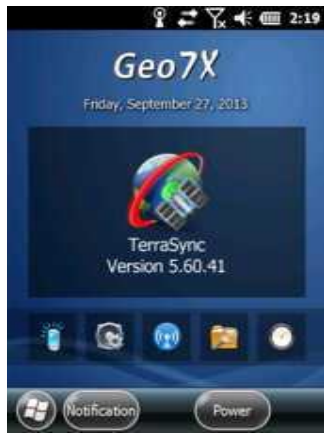 2:19
Geo7X
Friday, September 27, 2013
TerraSync
Version 5.60.41
Notification
Power